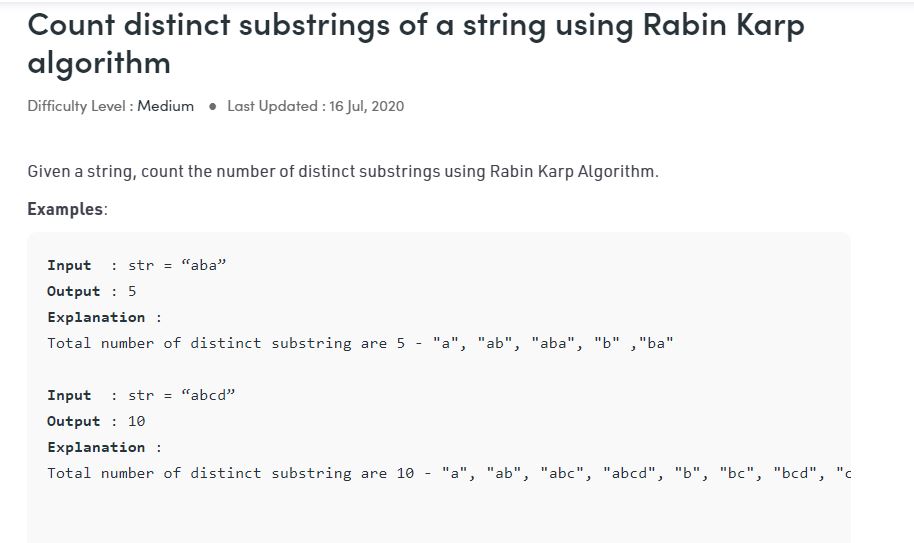 Count distinct substrings of a string using Rabin Karp
algorithm
Difficulty Level : Medium ● Last Updated : 16 Jul, 2020
Given a string, count the number of distinct substrings using Rabin Karp Algorithm.
Examples:
Input  : str = “aba”
Output : 5
Explanation :
Total number of distinct substring are 5 - "a", "ab", "aba", "b" ,"ba"
Input  : str = “abcd”
Output : 10
Explanation :
Total number of distinct substring are 10 - "a", "ab", "abc", "abcd", "b", "bc", "bcd", "c